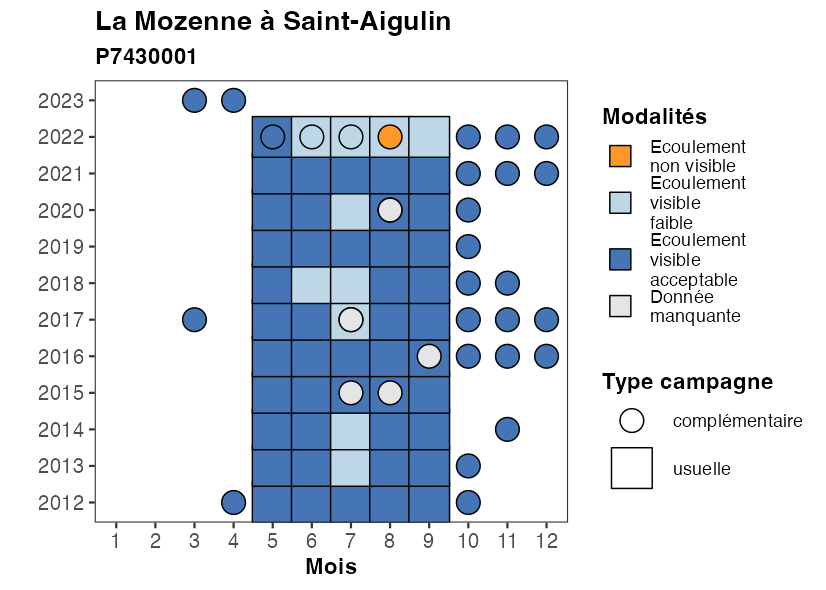 La Mozenne à Saint-Aigulin
P7430001
2023
2022
2021
2020
2019
2018
2017
2016
2015
2014
2013
2012
1 2 3 4 5 6 7 8 9 10 11 12
Mois
Modalités
Ecoulement
non visible
Ecoulement
visible
faible
Ecoulement
visible
acceptable
Donnée
manquante
Type campagne
complémentaire
usuelle